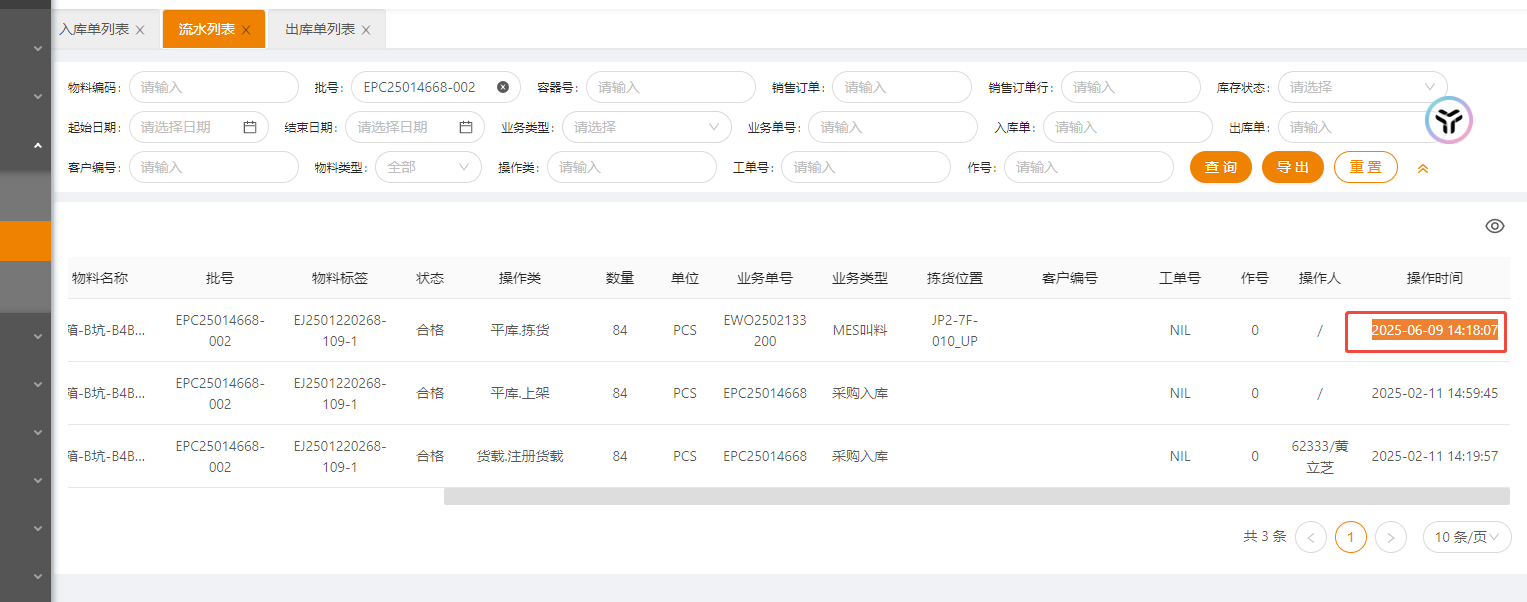 入库单列表
流水列表
出库单列表
物料编码: 请输入 批号: EPC25014668-002 容器号: 请输入 销售订单: 请输入 销售订单行: 请输入 库存状态: 请选择
起始日期: 请选择日期 结束日期: 请选择日期 业务类型: 请选择 业务单号: 请输入 入库单: 请输入 出库单: 请输入
客户编号: 请输入 物料类型: 全部 操作类: 请输入 工单号: 请输入 作号: 请输入 查 询 导 出 重 置
物料名称 批号 物料标签 状态 操作类 数量 单位 业务单号 业务类型 拣货位置 客户编号 工单号 作号 操作人 操作时间
箱-B坑-B4B... EPC25014668-002 EJ2501220268-109-1 合格 平库.拣货 84 PCS EWO2502133200 MES叫料 JP2-7F-010_UP NIL 0 / 2025-06-09 14:18:07
箱-B坑-B4B... EPC25014668-002 EJ2501220268-109-1 合格 平库.上架 84 PCS EPC25014668 采购入库 NIL 0 / 2025-02-11 14:59:45
箱-B坑-B4B... EPC25014668-002 EJ2501220268-109-1 合格 货载.注册货载 84 PCS EPC25014668 采购入库 NIL 0 62333/黄立芝 2025-02-11 14:19:57
共 3 条 1 10 条/页